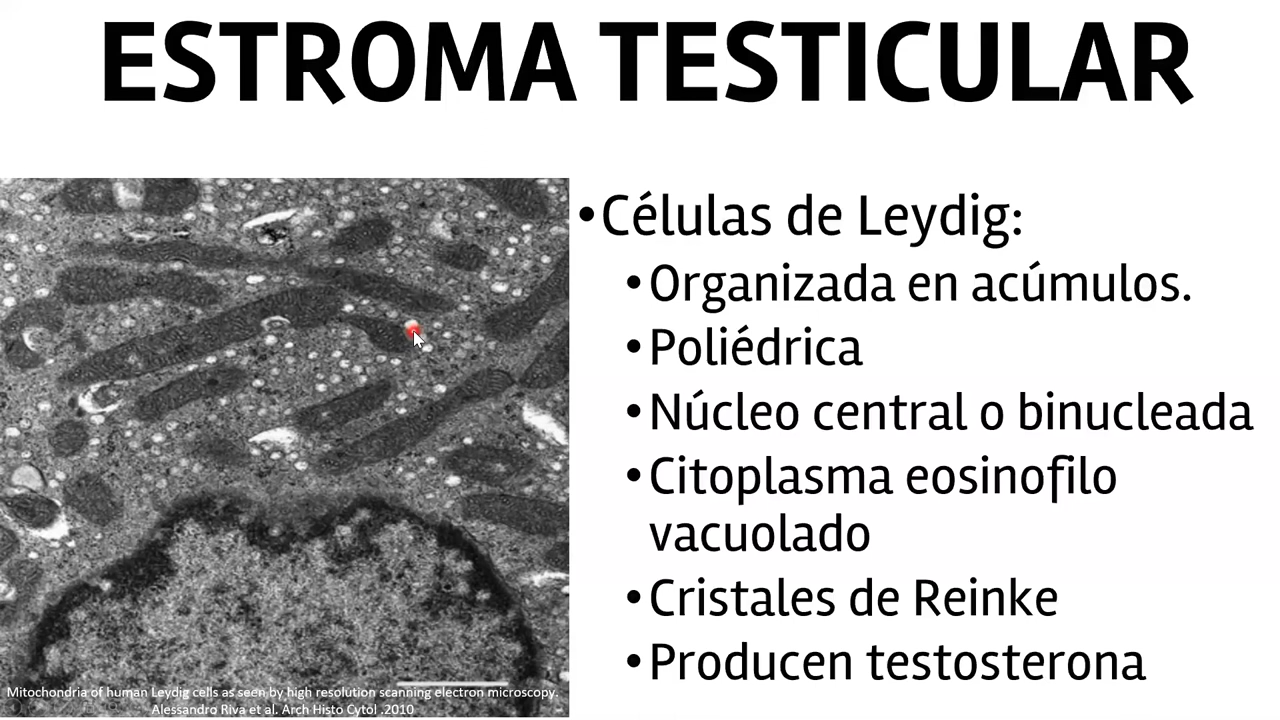 ESTROMA TESTICULAR
•Células de Leydig:
•Organizada en acúmulos.
•Poliédrica
•Núcleo central o binucleada
•Citoplasma eosinofilo
vacuolado
•Cristales de Reinke
•Producen testosterona
Mitochondria of human Leydig cells as seen by high resolution scanning electron microscopy.
Alessandro Riva et al. Arch Histo Cytol .2010